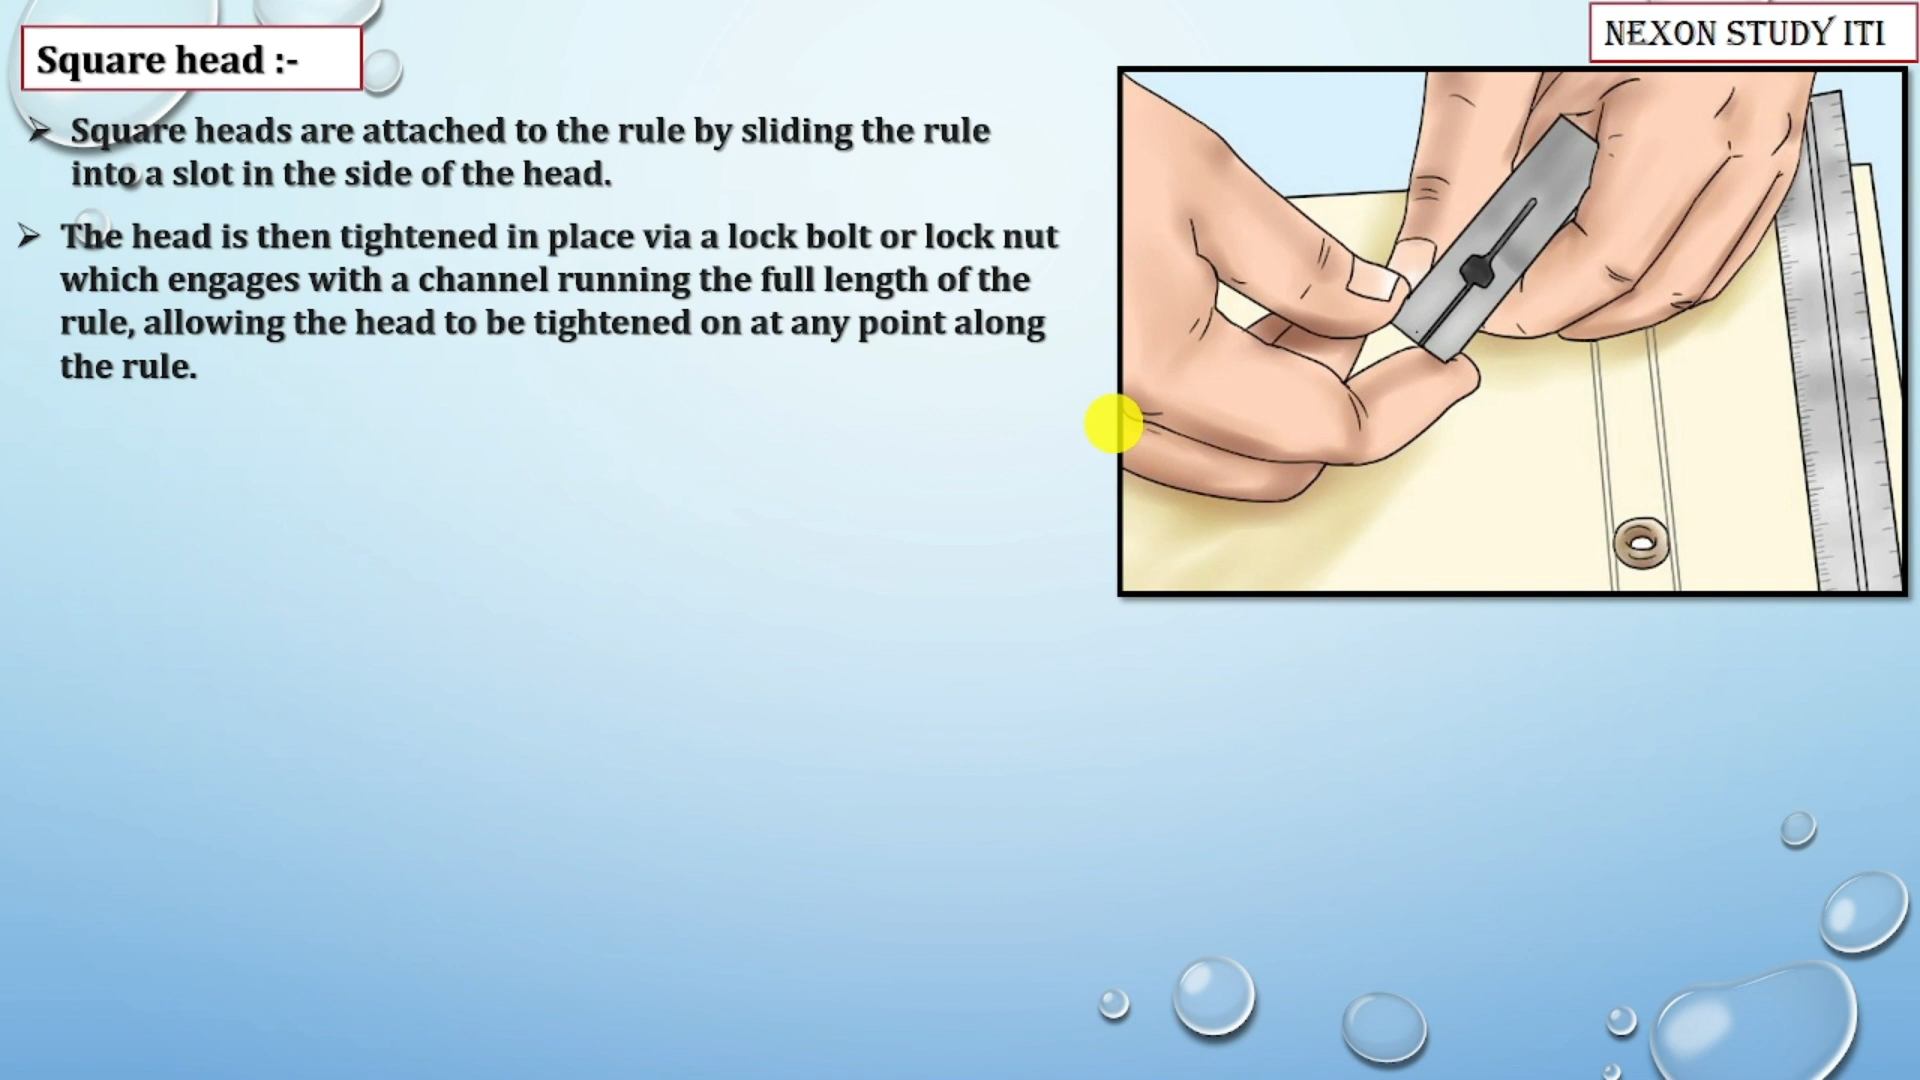 NEXON STUDY ITI
Square head :-
➢ Square heads are attached to the rule by sliding the rule
into a slot in the side of the head.
➢ The head is then tightened in place via a lock bolt or lock nut
which engages with a channel running the full length of the
rule, allowing the head to be tightened on at any point along
the rule.